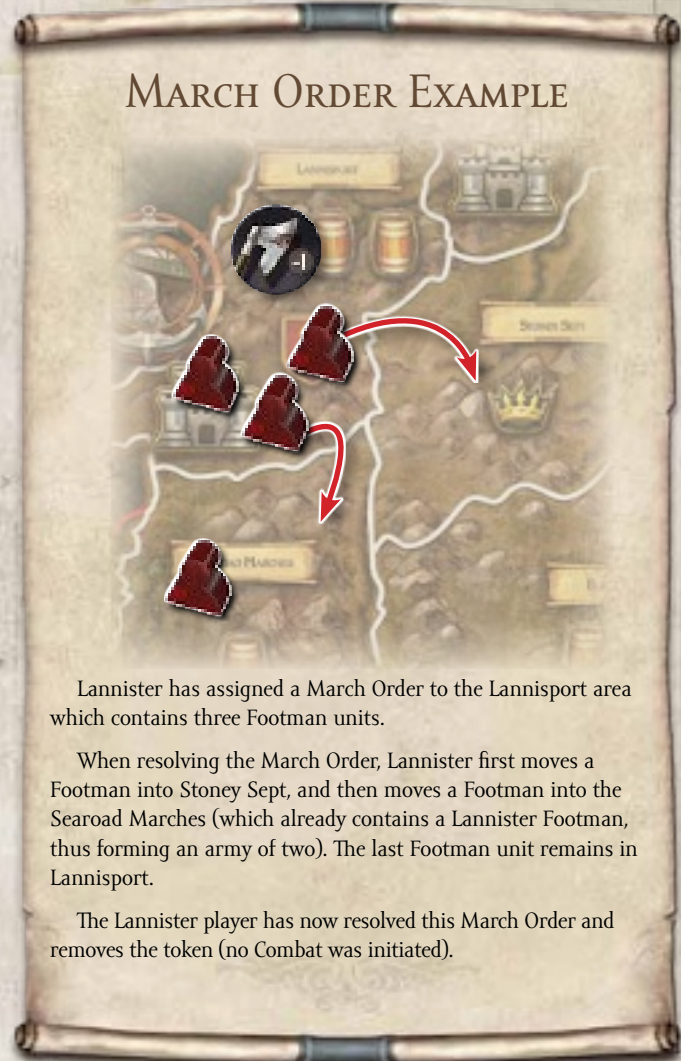 March Order Example
Lannisport
-1
Stoney Sept
Marches
Lannister has assigned a March Order to the Lannisport area
which contains three Footman units.
When resolving the March Order, Lannister first moves a
Footman into Stoney Sept, and then moves a Footman into the
Searoad Marches (which already contains a Lannister Footman,
thus forming an army of two). The last Footman unit remains in
Lannisport.
The Lannister player has now resolved this March Order and
removes the token (no Combat was initiated).